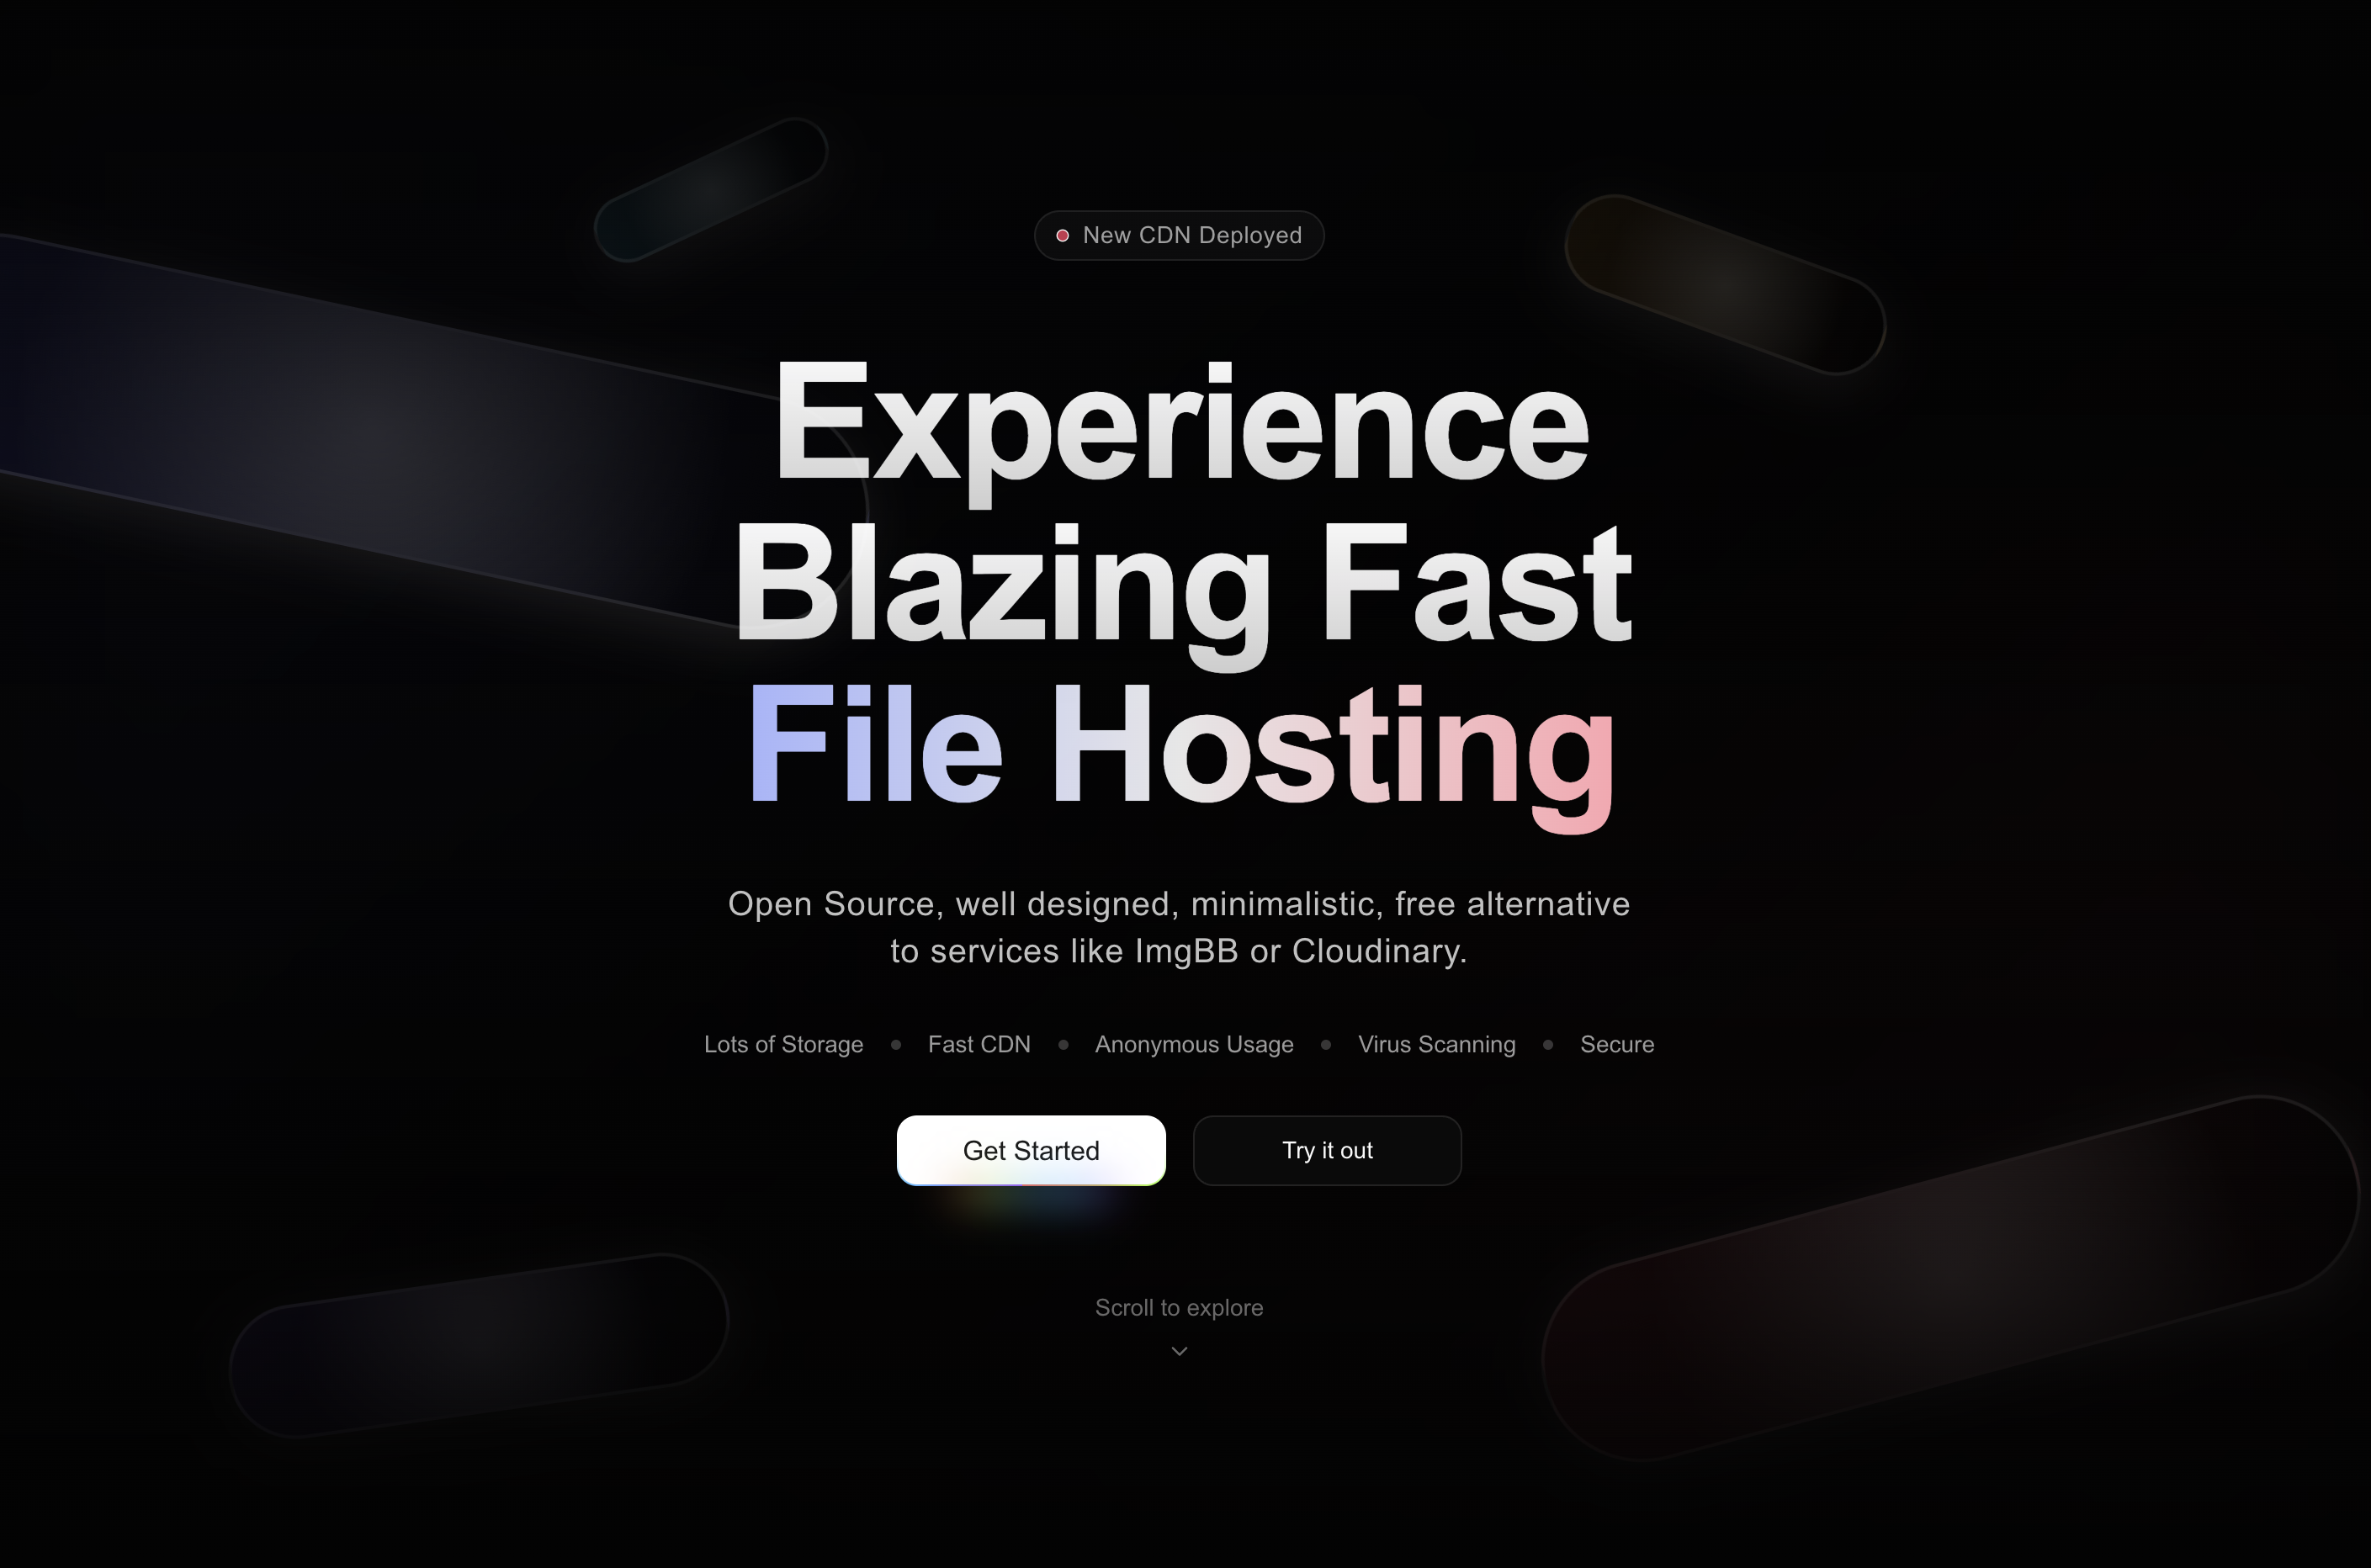 New CDN Deployed
Experience
Blazing Fast
File Hosting
Open Source, well designed, minimalistic, free alternative
to services like ImgBB or Cloudinary.
Lots of Storage • Fast CDN • Anonymous Usage • Virus Scanning • Secure
Get Started Try it out
Scroll to explore